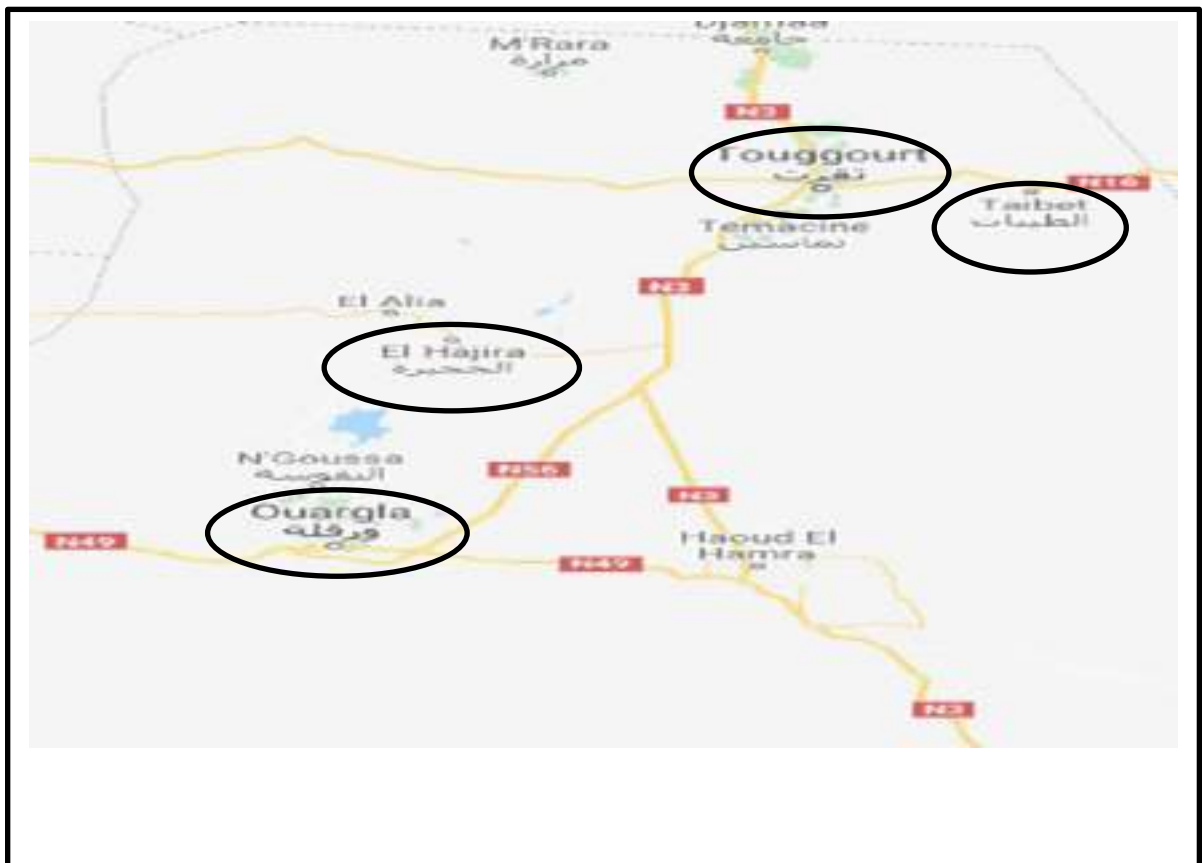 Djamaa
جامعة
M'Rara
مرارة
N3
Touggourt
تقرت
N16
Taibet
الطيبات
Temacine
تماسين
N3
El Alia
El Hajira
الحجيرة
N'Goussa
النقوسة
N56
N3
Ouargla
ورقلة
Haoud El
Hamra
N49
N49
N3